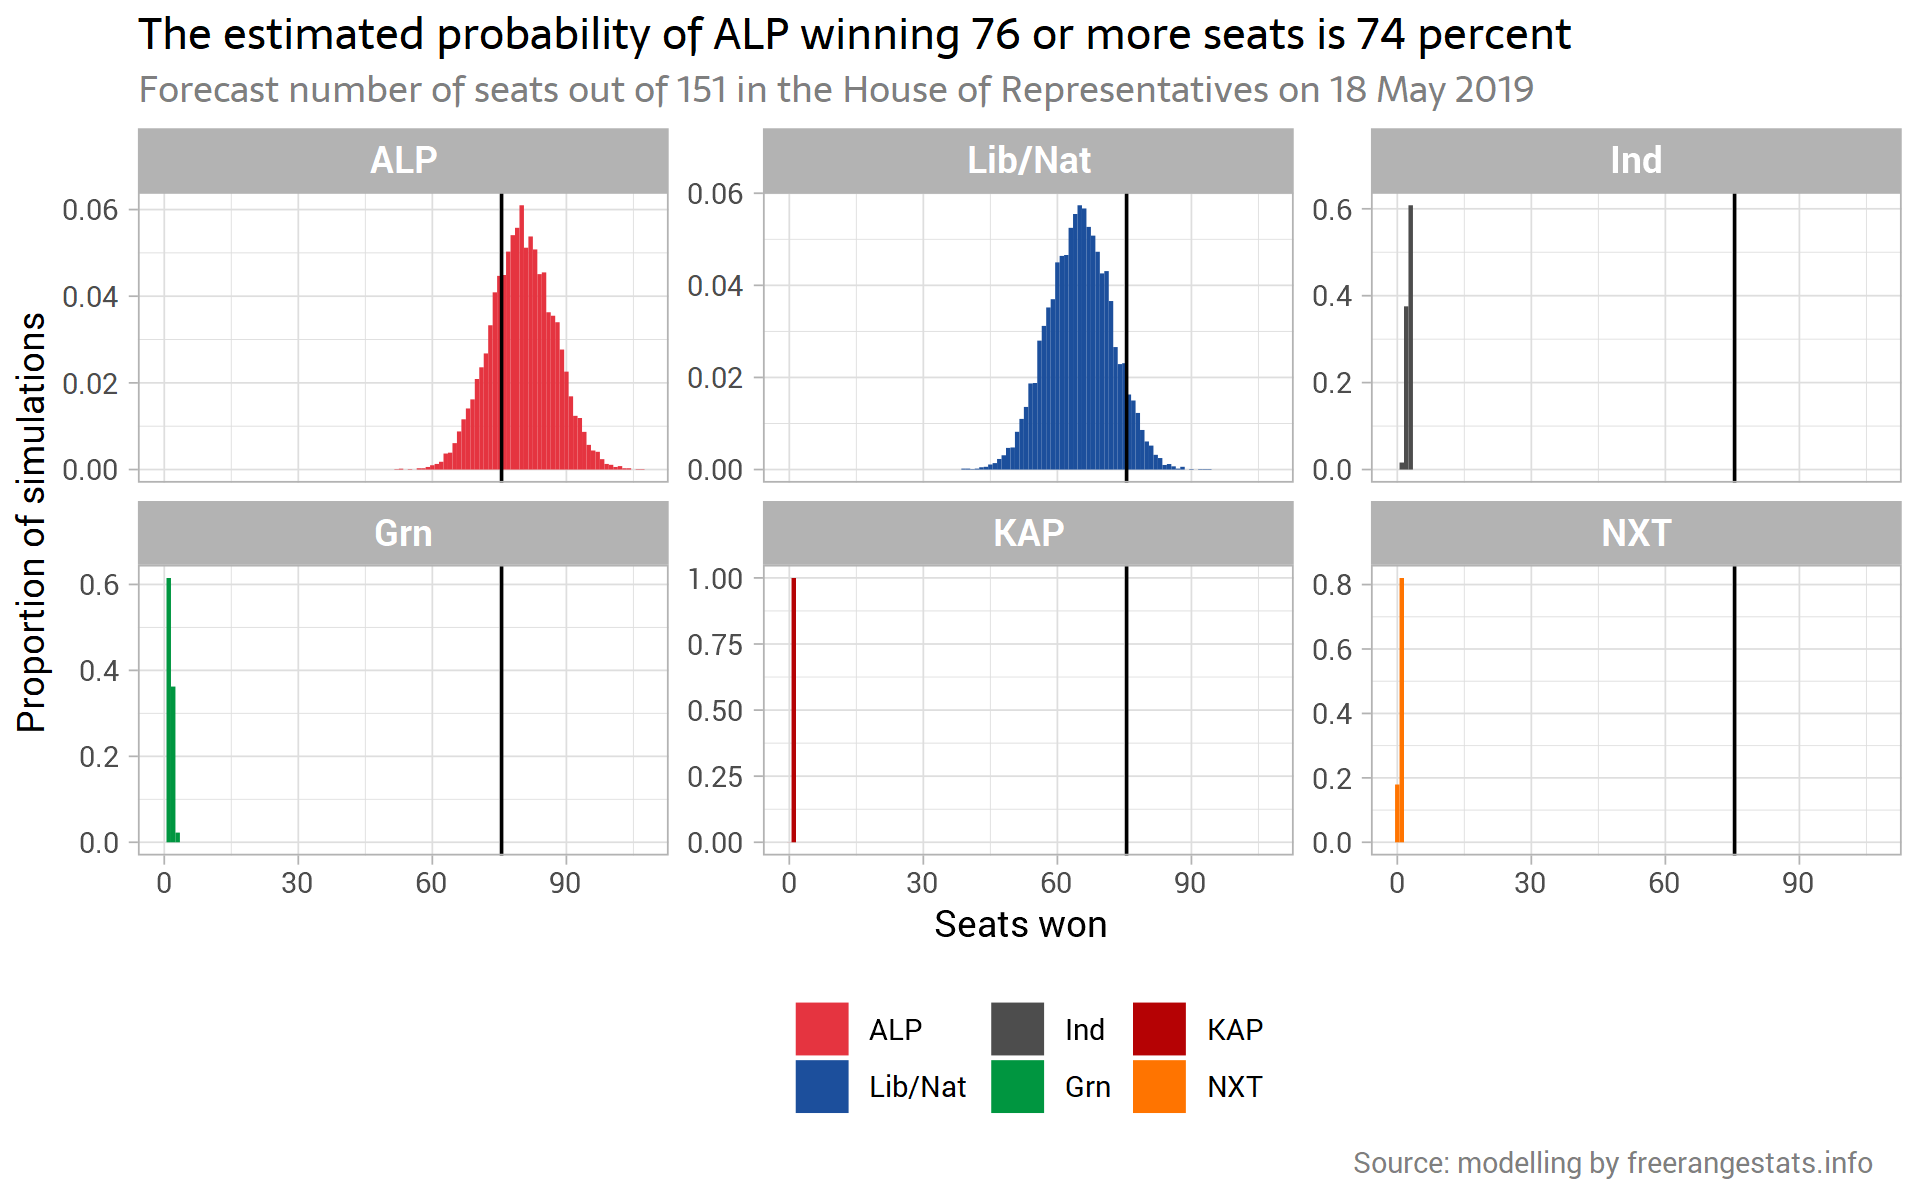 The estimated probability of ALP winning 76 or more seats is 74 percent
Forecast number of seats out of 151 in the House of Representatives on 18 May 2019
ALP
Lib/Nat
Ind
0.06
0.04
0.02
0.00
0.06
0.04
0.02
0.00
0.6
0.4
0.2
0.0
Proportion of simulations
Grn
KAP
NXT
0.6
0.4
0.2
0.0
1.00
0.75
0.50
0.25
0.00
0.8
0.6
0.4
0.2
0.0
0 30 60 90
0 30 60 90
0 30 60 90
Seats won
ALP Ind KAP
Lib/Nat Grn NXT
Source: modelling by freerangestats.info